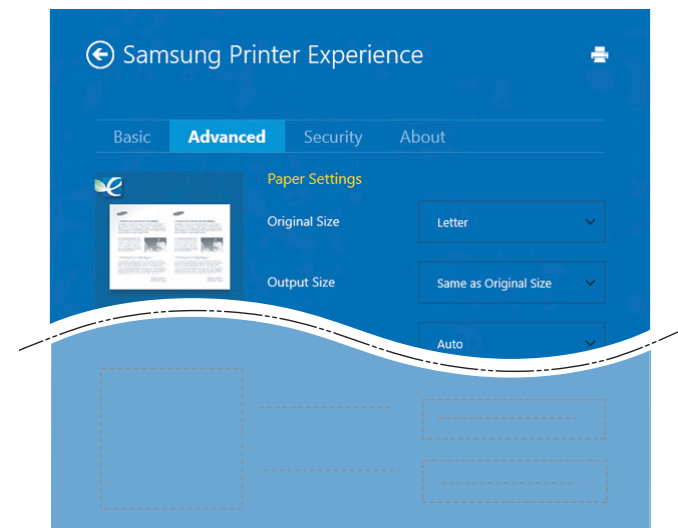 Samsung Printer Experience
Basic Advanced Security About
Paper Settings
Original Size Letter
Output Size Same as Original Size
Auto